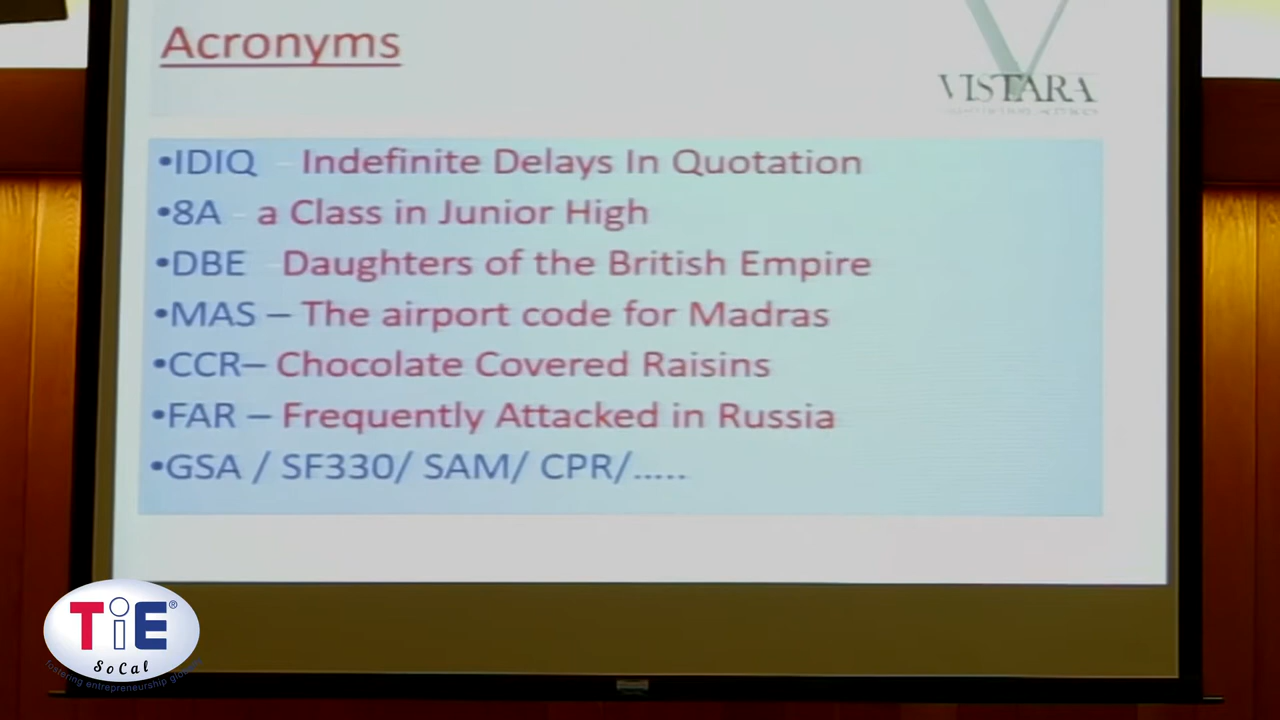 Acronyms
VISTARA
•IDIQ – Indefinite Delays In Quotation
•8A – a Class in Junior High
•DBE – Daughters of the British Empire
•MAS – The airport code for Madras
•CCR– Chocolate Covered Raisins
•FAR – Frequently Attacked in Russia
•GSA / SF330/ SAM/ CPR/.....
TiE®
SoCal
fostering entrepreneurship